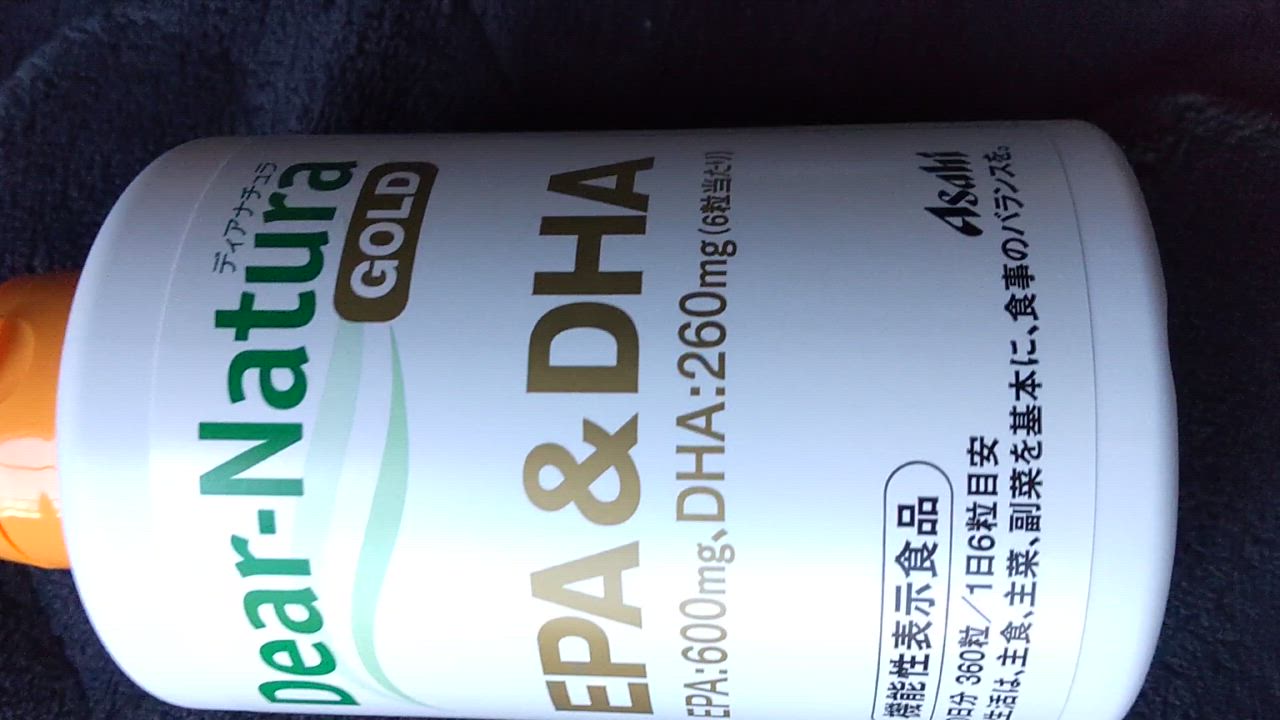 ディアナチュラ
Dear-Natura
GOLD
EPA & DHA
EPA:600mg、DHA:260mg(6粒当たり)
機能性表示食品
Asahi
日分 360粒/1日6粒目安
生活は、主食、主菜、副菜を基本に、食事のバランスを。